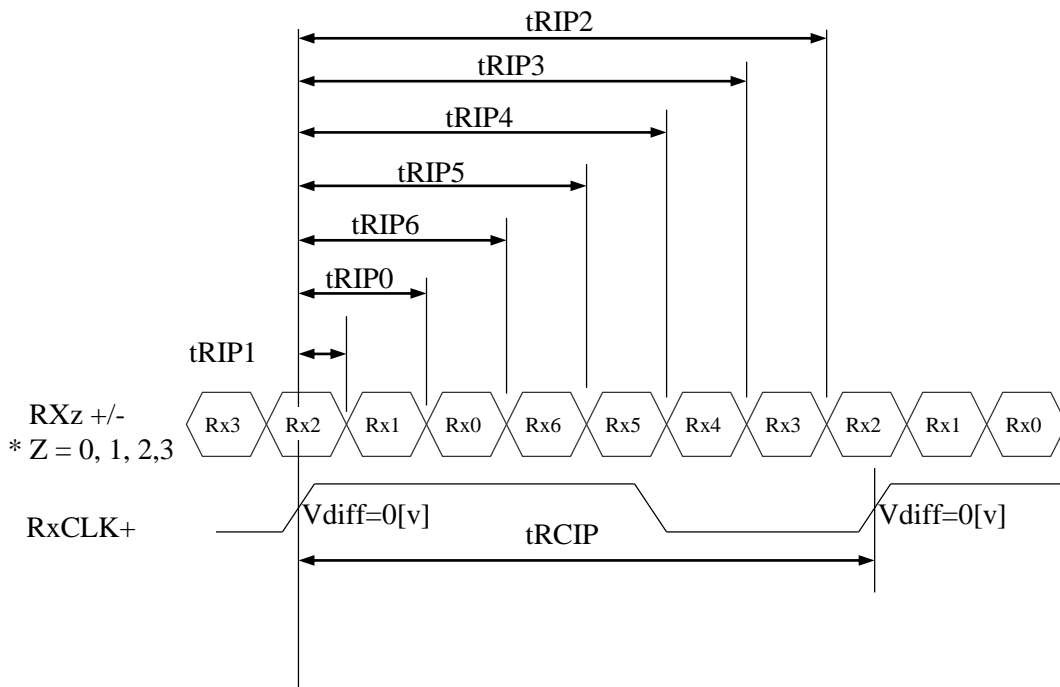 tRIP2
tRIP3
tRIP4
tRIP5
tRIP6
tRIP0
tRIP1
RXz +/-
* Z = 0, 1, 2,3
Rx3 Rx2 Rx1 Rx0 Rx6 Rx5 Rx4 Rx3 Rx2 Rx1 Rx0
RxCLK+
Vdiff=0[v] Vdiff=0[v]
tRCIP